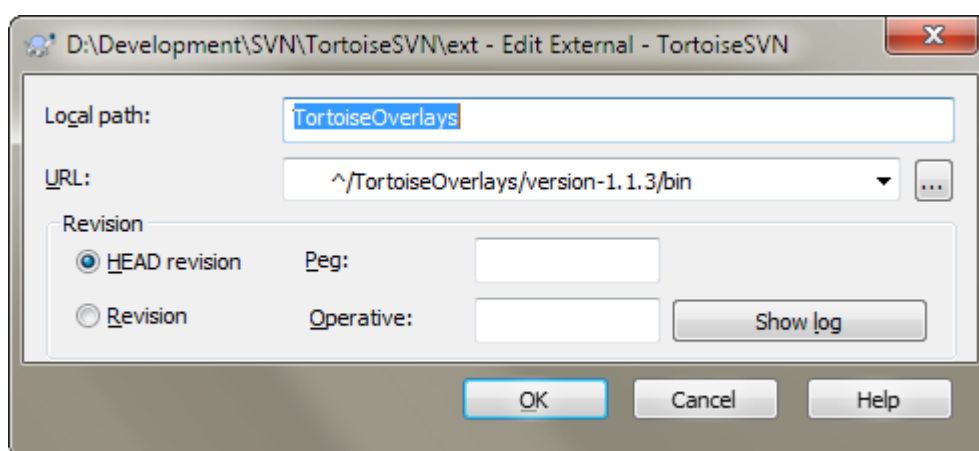 D:\Development\SVN\TortoiseSVN\ext - Edit External - TortoiseSVN
Local path: TortoiseOverlays
URL: ^/TortoiseOverlays/version-1.1.3/bin ...
Revision
HEAD revision Peg:
Revision Operative: Show log
OK Cancel Help